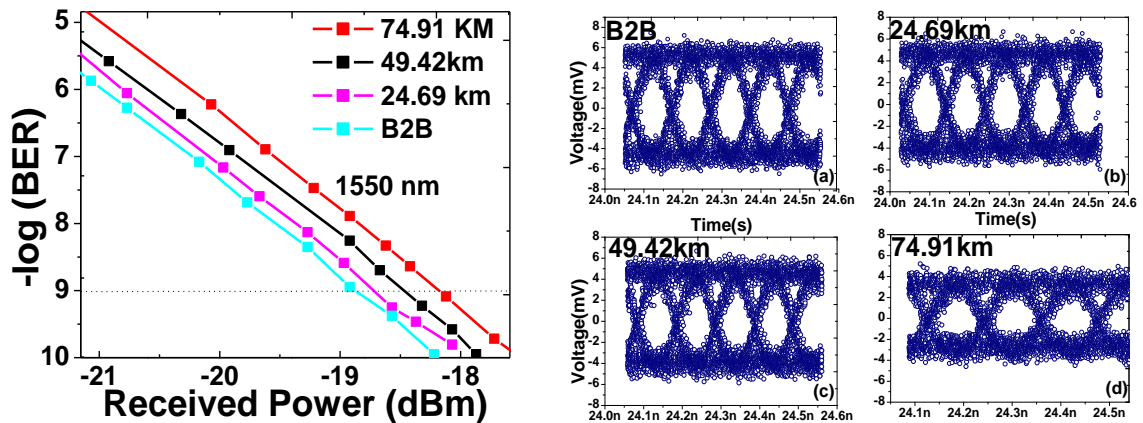 5
6
7
8
9
10
-log (BER)
74.91 KM
49.42km
24.69 km
B2B
1550 nm
-21 -20 -19 -18
Received Power (dBm)
B2B
8
6
4
2
0
-2
-4
-6
-8
Voltage(mV)
(a)
24.0n 24.1n 24.2n 24.3n 24.4n 24.5n 24.6n
Time(s)
24.69km
8
6
4
2
0
-2
-4
-6
-8
(b)
24.0n 24.1n 24.2n 24.3n 24.4n 24.5n 24.6
Time(s)
49.42km
8
6
4
2
0
-2
-4
-6
-8
Voltage(mV)
(c)
24.0n 24.1n 24.2n 24.3n 24.4n 24.5n 24.6n
74.91km
8
6
4
2
0
-2
-4
-6
-8
(d)
24.1n 24.2n 24.3n 24.4n 24.5n